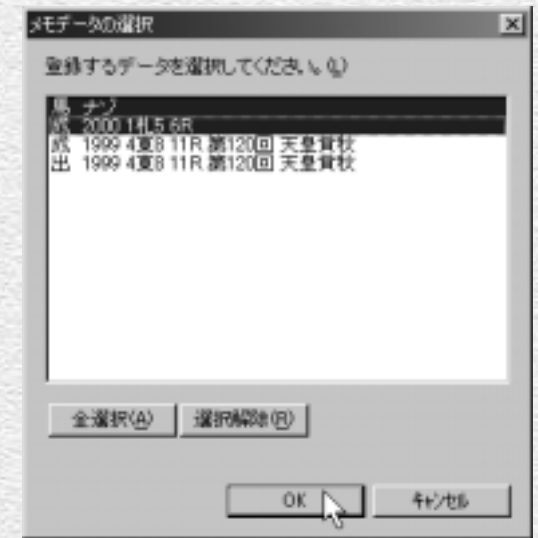 メモデータの選択
登録するデータを選択してください。(L)
馬 ナゾ
成 2000 1札5 6R
成 1999 4東8 11R 第120回 天皇賞秋
出 1999 4東8 11R 第120回 天皇賞秋
全選択(A) 選択解除(R)
OK キャンセル